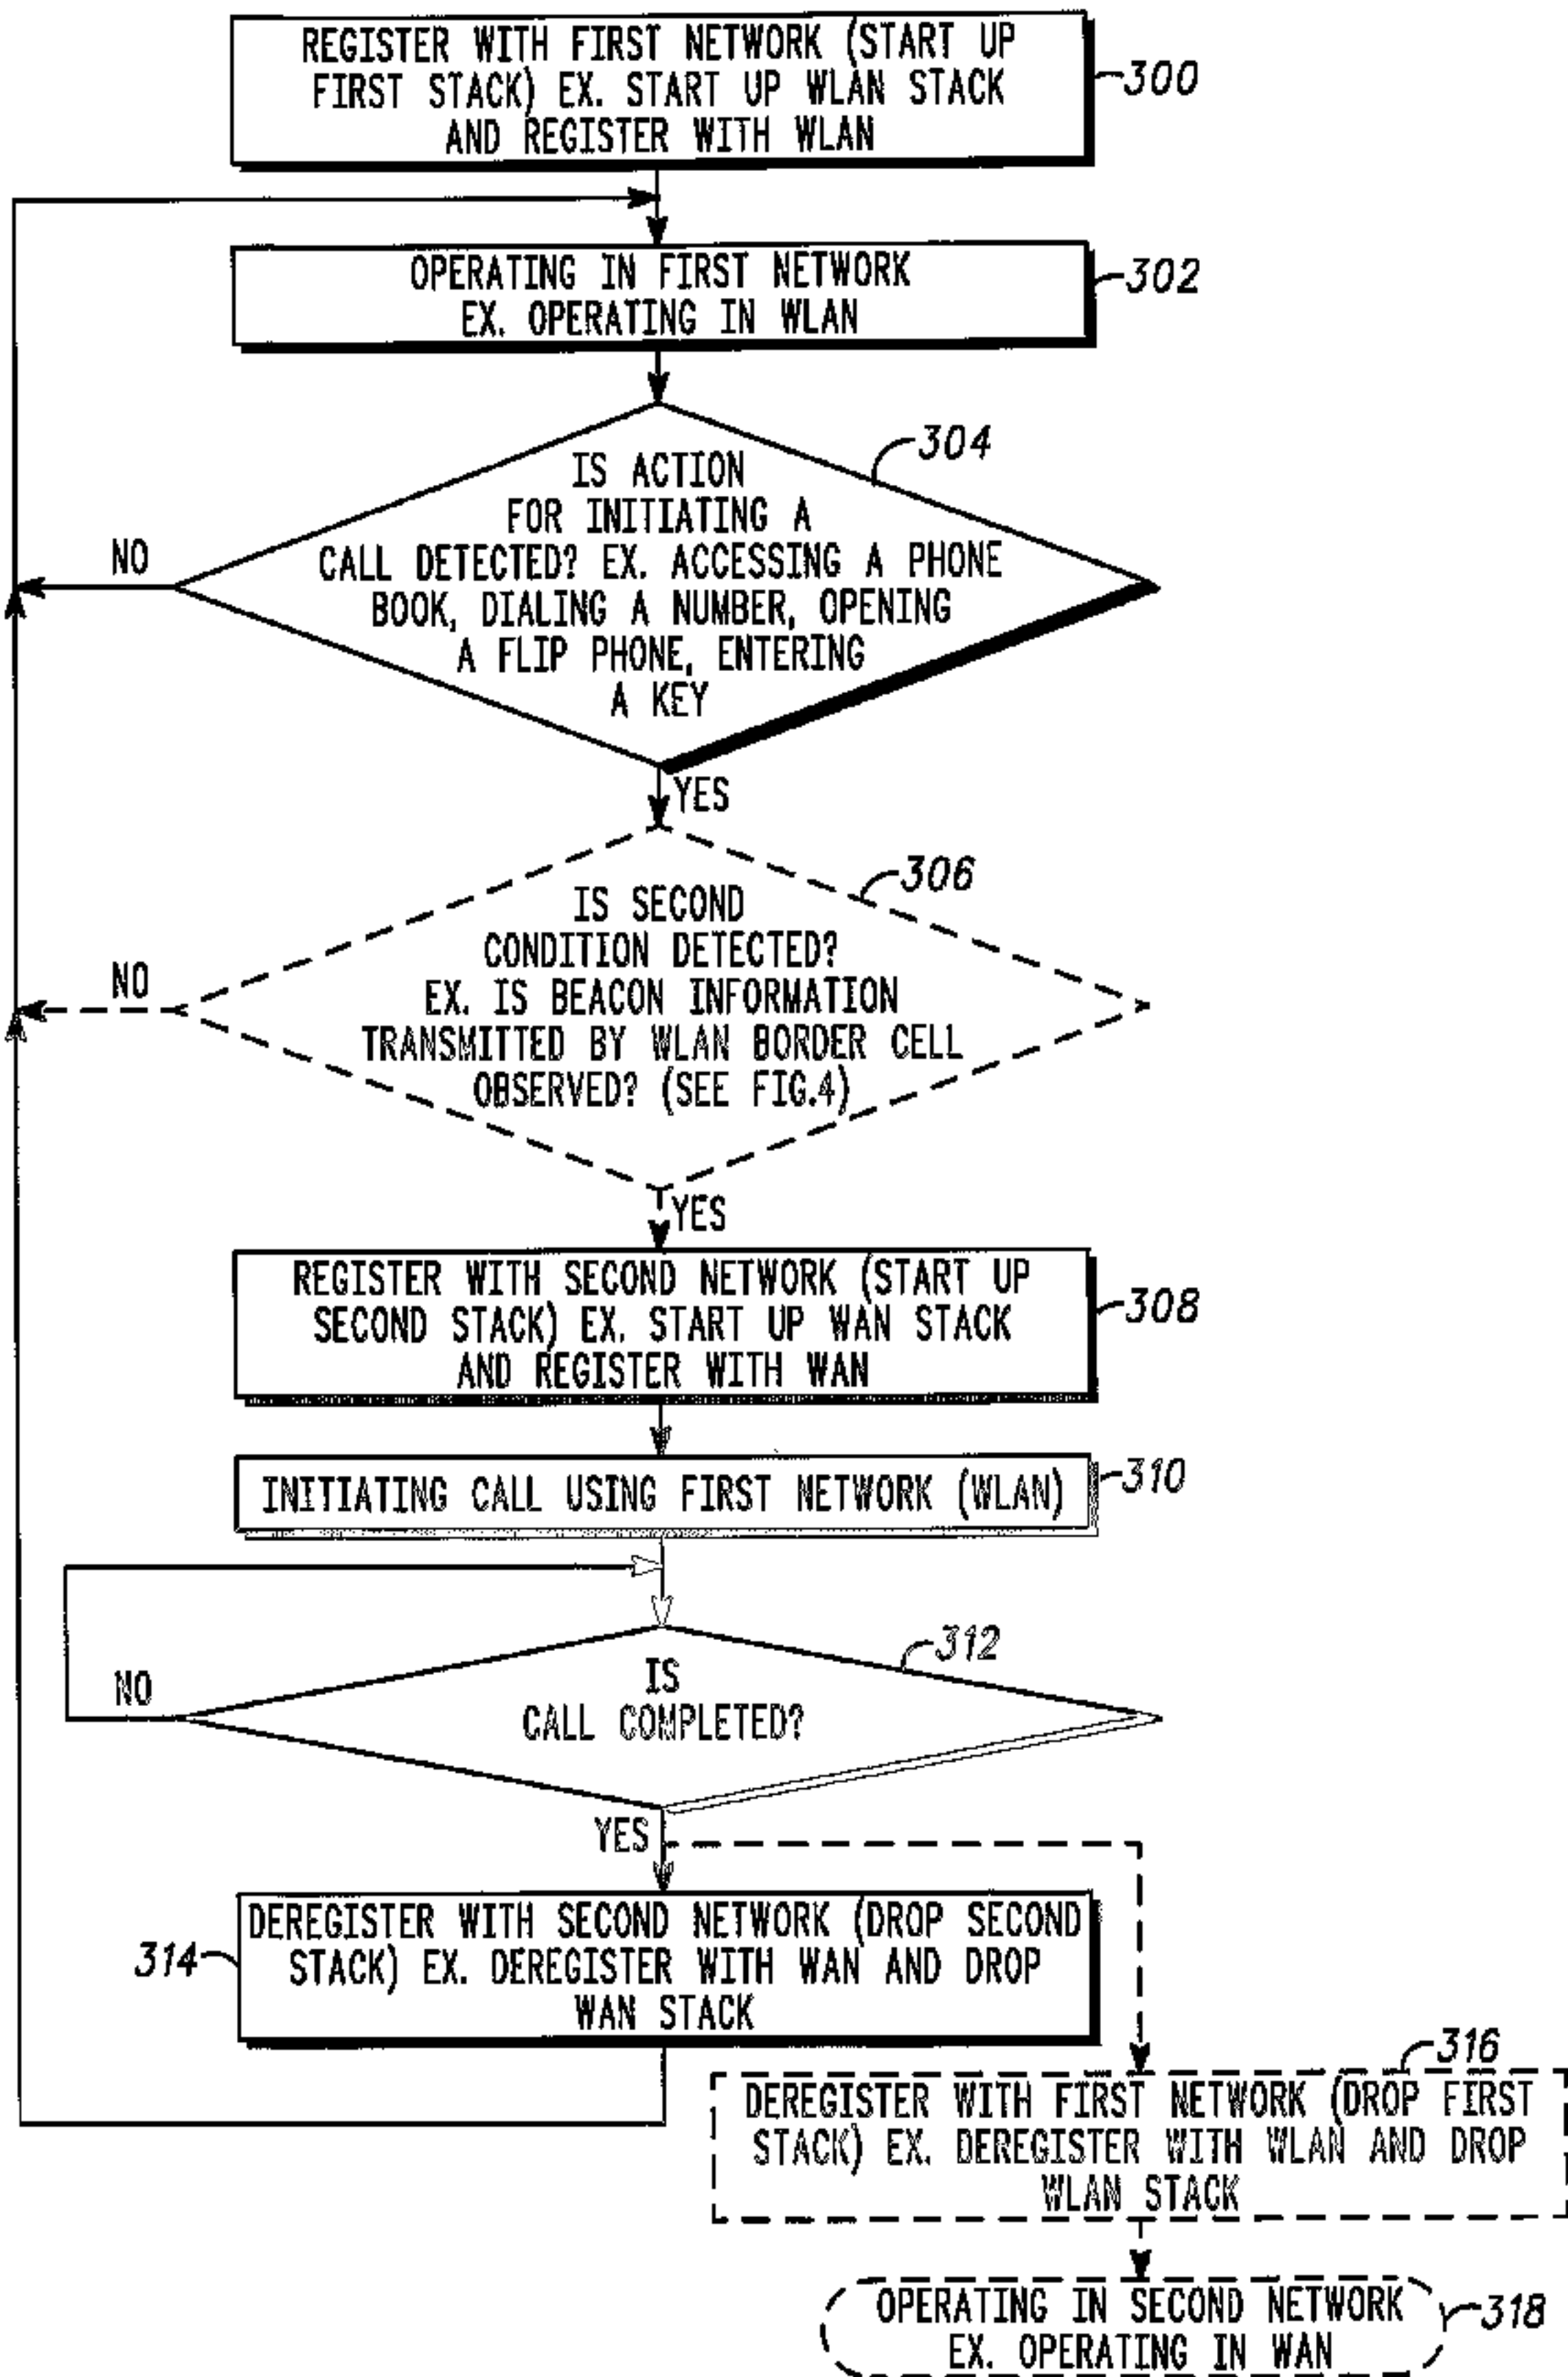 REGISTER WITH FIRST NETWORK (START UP
FIRST STACK) EX. START UP WLAN STACK
AND REGISTER WITH WLAN
300
OPERATING IN FIRST NETWORK
EX. OPERATING IN WLAN
302
304
IS ACTION
FOR INITIATING A
CALL DETECTED? EX. ACCESSING A PHONE
BOOK, DIALING A NUMBER, OPENING
A FLIP PHONE, ENTERING
A KEY
NO
YES
306
IS SECOND
CONDITION DETECTED?
EX. IS BEACON INFORMATION
TRANSMITTED BY WLAN BORDER CELL
OBSERVED? (SEE FIG.4)
NO
YES
REGISTER WITH SECOND NETWORK (START UP
SECOND STACK) EX. START UP WAN STACK
AND REGISTER WITH WAN
308
INITIATING CALL USING FIRST NETWORK (WLAN)
310
312
IS
CALL COMPLETED?
NO
YES
DEREGISTER WITH SECOND NETWORK (DROP SECOND
STACK) EX. DEREGISTER WITH WAN AND DROP
WAN STACK
314
316
DEREGISTER WITH FIRST NETWORK (DROP FIRST
STACK) EX. DEREGISTER WITH WLAN AND DROP
WLAN STACK
OPERATING IN SECOND NETWORK
EX. OPERATING IN WAN
318